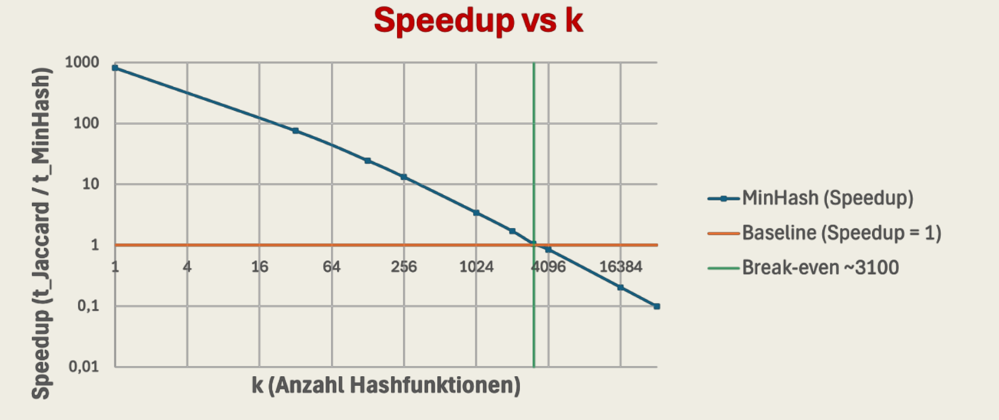 Speedup vs k
Speedup (t_Jaccard / t_MinHash)
1000
100
10
1
0,1
0,01
1 4 16 64 256 1024 4096 16384
k (Anzahl Hashfunktionen)
MinHash (Speedup)
Baseline (Speedup = 1)
Break-even ~3100